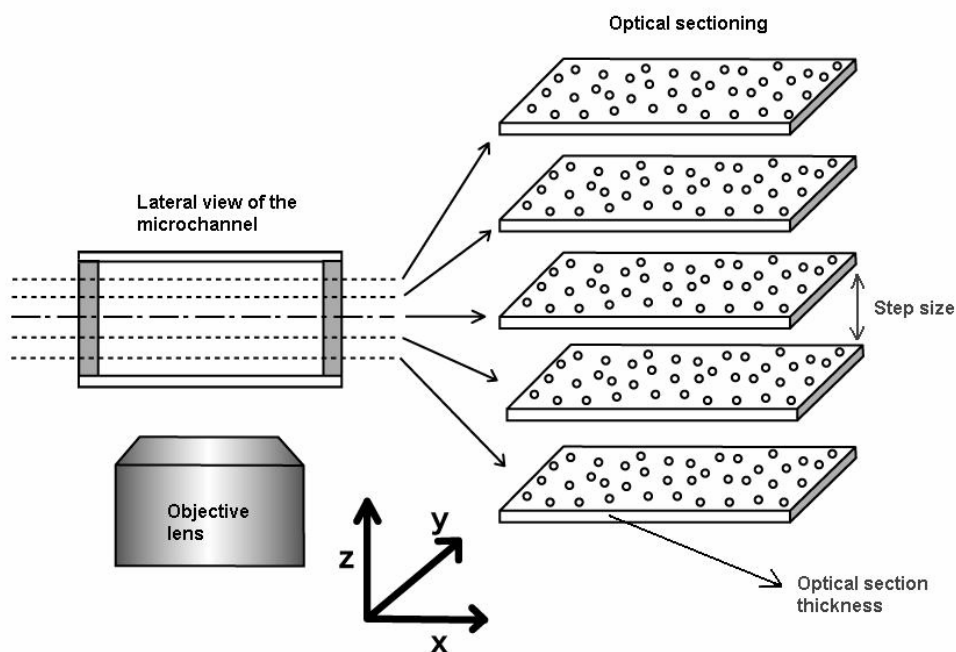 Optical sectioning
Lateral view of the
microchannel
Step size
Objective
lens
z
y
x
Optical section
thickness